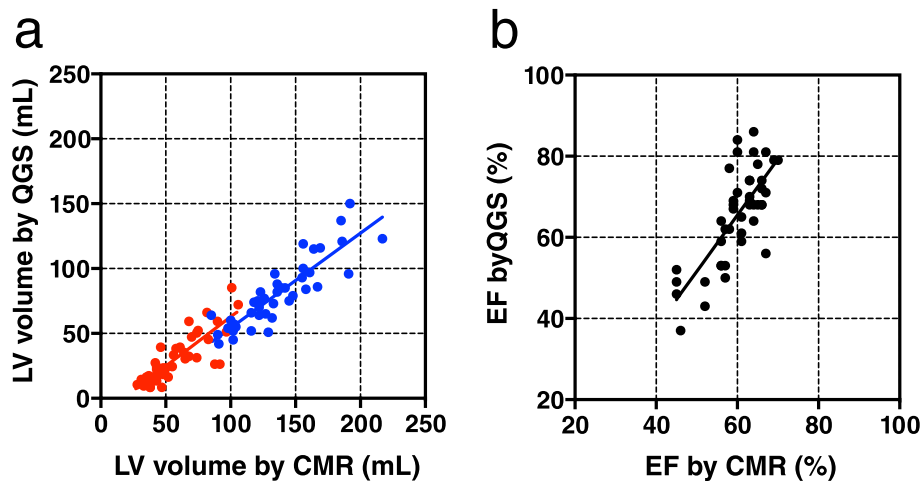 a
LV volume by QGS (mL)
250
200
150
100
50
0
0 50 100 150 200 250
LV volume by CMR (mL)
b
EF byQGS (%)
100
80
60
40
20
20 40 60 80 100
EF by CMR (%)